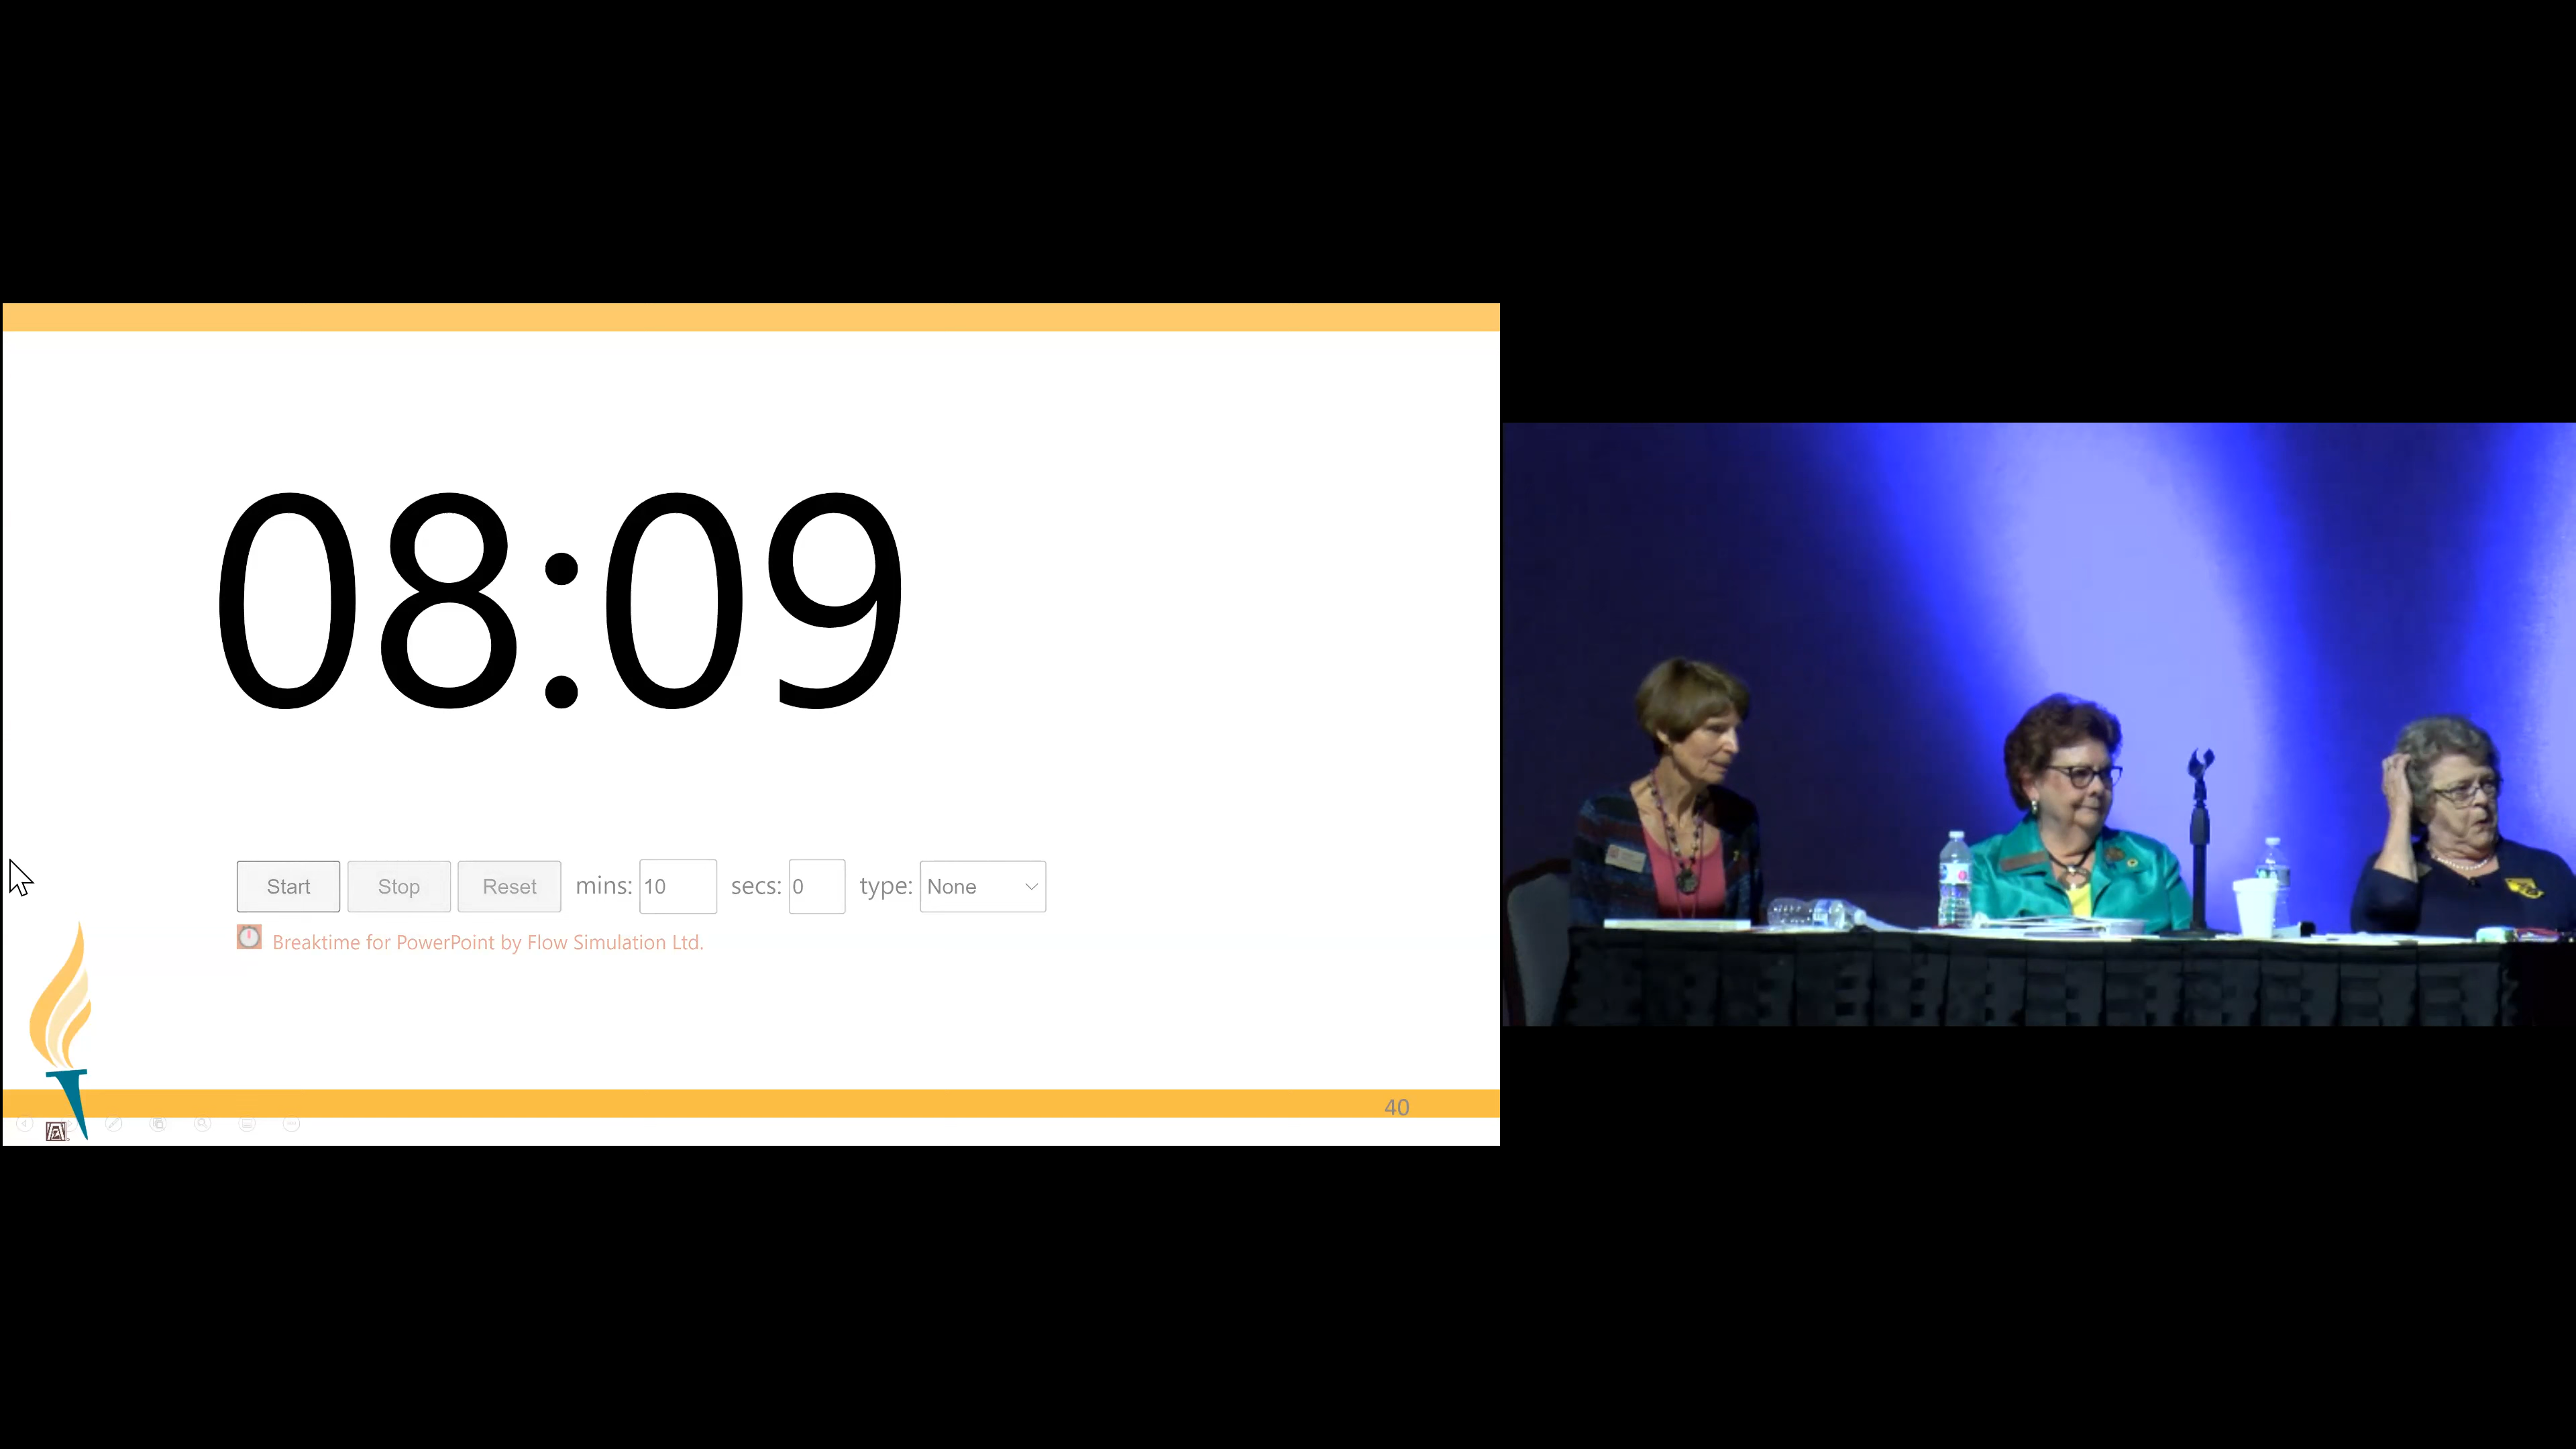 08:09
Start Stop Reset mins: 10 secs: 0 type: None
Breaktime for PowerPoint by Flow Simulation Ltd.
40